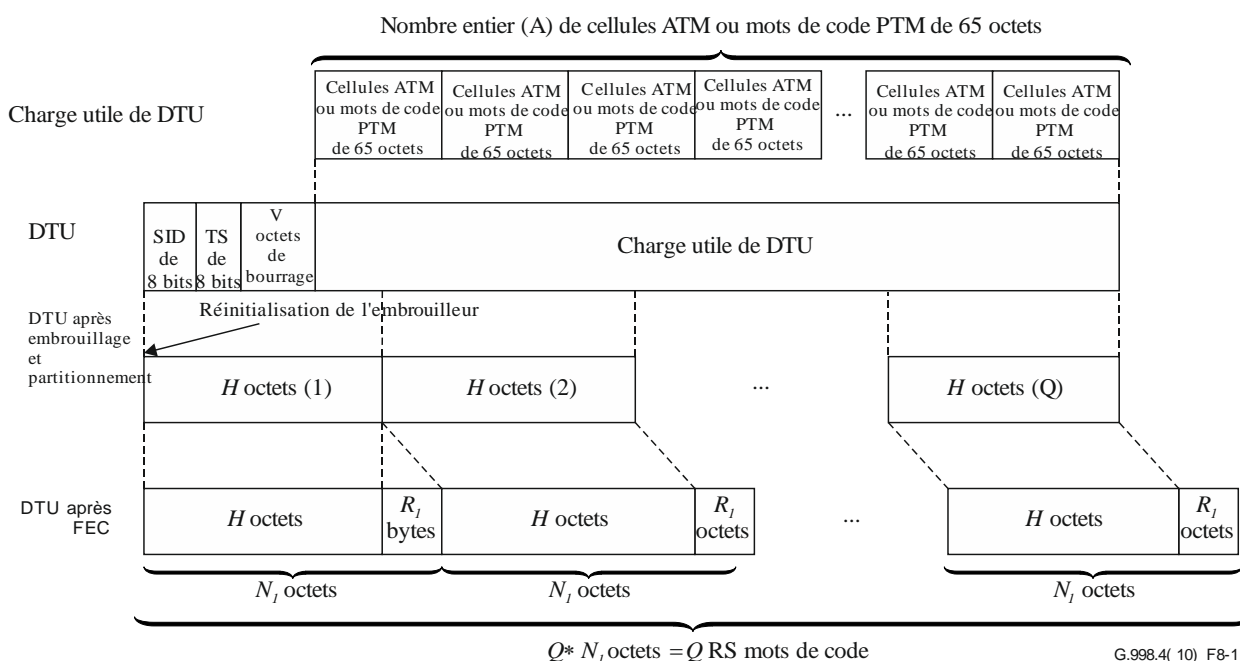 Nombre entier (A) de cellules ATM ou mots de code PTM de 65 octets
Charge utile de DTU
Cellules ATM
ou mots de code
PTM
de 65 octets
Cellules ATM
ou mots de code
PTM
de 65 octets
Cellules ATM
ou mots de code
PTM
de 65 octets
Cellules ATM
ou mots de code
PTM
de 65 octets
...
Cellules ATM
ou mots de code
PTM
de 65 octets
Cellules ATM
ou mots de code
PTM
de 65 octets
DTU
SID
de
8 bits
TS
de
8 bits
V
octets
de
bourrage
Charge utile de DTU
DTU après
embrouillage
et
partitionnement
Réinitialisation de l'embrouilleur
H octets (1)
H octets (2)
...
H octets (Q)
DTU après
FEC
H octets
R1
bytes
H octets
R1
octets
...
H octets
R1
octets
N1 octets
N1 octets
N1 octets
Q* N1 octets = Q RS mots de code
G.998.4( 10)_F8-1